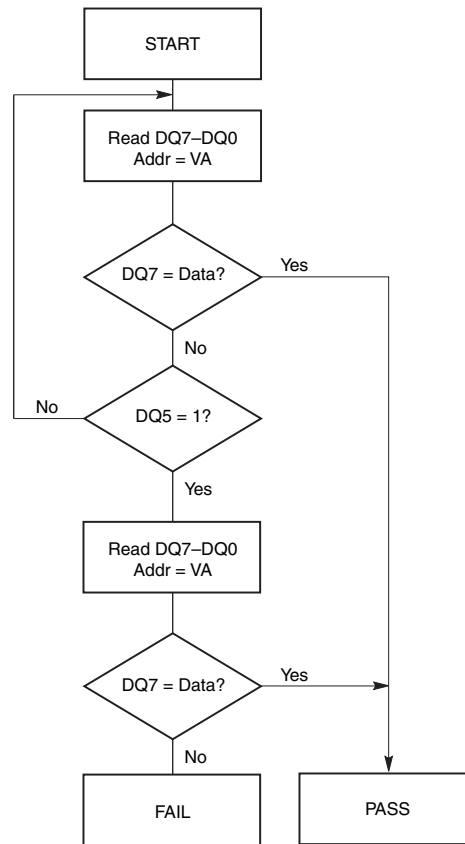 START
Read DQ7–DQ0
Addr = VA
DQ7 = Data?
Yes
No
No
DQ5 = 1?
Yes
Read DQ7–DQ0
Addr = VA
DQ7 = Data?
Yes
No
FAIL
PASS